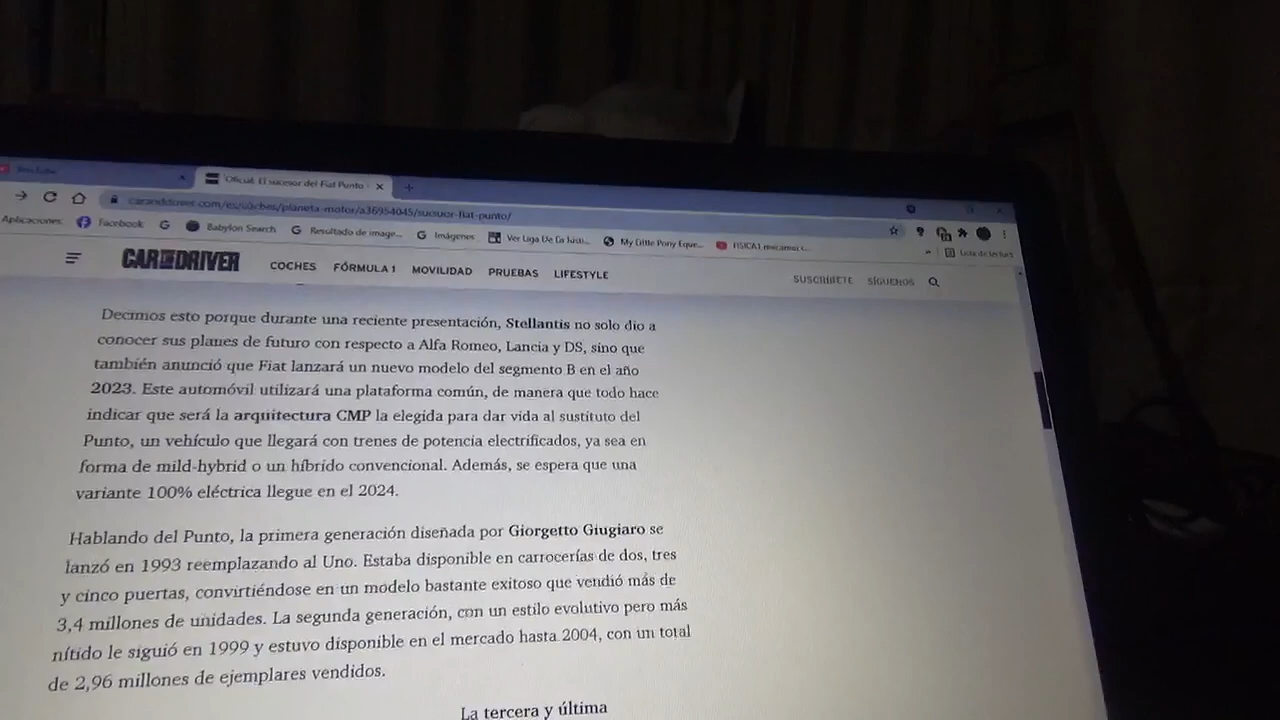 YouTube
Oficial: El sucesor del Fiat Punto
caranddriver.com/es/coches/planeta-motor/a36954045/sucesor-fiat-punto/
Aplicaciones Facebook Babylon Search Resultado de image... Imágenes Ver Liga De La Justi... My Little Pony Eque... FISICA1 mecanica c...
Lista de lectura
CAR AND DRIVER COCHES FÓRMULA 1 MOVILIDAD PRUEBAS LIFESTYLE SUSCRÍBETE SÍGUENOS
Decimos esto porque durante una reciente presentación, Stellantis no solo dio a
conocer sus planes de futuro con respecto a Alfa Romeo, Lancia y DS, sino que
también anunció que Fiat lanzará un nuevo modelo del segmento B en el año
2023. Este automóvil utilizará una plataforma común, de manera que todo hace
indicar que será la arquitectura CMP la elegida para dar vida al sustituto del
Punto, un vehículo que llegará con trenes de potencia electrificados, ya sea en
forma de mild-hybrid o un híbrido convencional. Además, se espera que una
variante 100% eléctrica llegue en el 2024.
Hablando del Punto, la primera generación diseñada por Giorgetto Giugiaro se
lanzó en 1993 reemplazando al Uno. Estaba disponible en carrocerías de dos, tres
y cinco puertas, convirtiéndose en un modelo bastante exitoso que vendió más de
3,4 millones de unidades. La segunda generación, con un estilo evolutivo pero más
nítido le siguió en 1999 y estuvo disponible en el mercado hasta 2004, con un total
de 2,96 millones de ejemplares vendidos.
La tercera y última